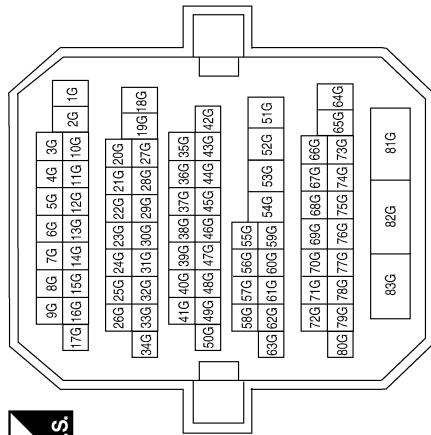 S.
9G 8G 7G 6G 5G 4G 3G
17G 16G 15G 14G 13G 12G 11G 10G 2G 1G
26G 25G 24G 23G 22G 21G 20G
34G 33G 32G 31G 30G 29G 28G 27G 19G 18G
41G 40G 39G 38G 37G 36G 35G
50G 49G 48G 47G 46G 45G 44G 43G 42G
58G 57G 56G 55G 54G 53G 52G 51G
63G 62G 61G 60G 59G
72G 71G 70G 69G 68G 67G 66G 65G 64G
80G 79G 78G 77G 76G 75G 74G 73G
83G 82G 81G